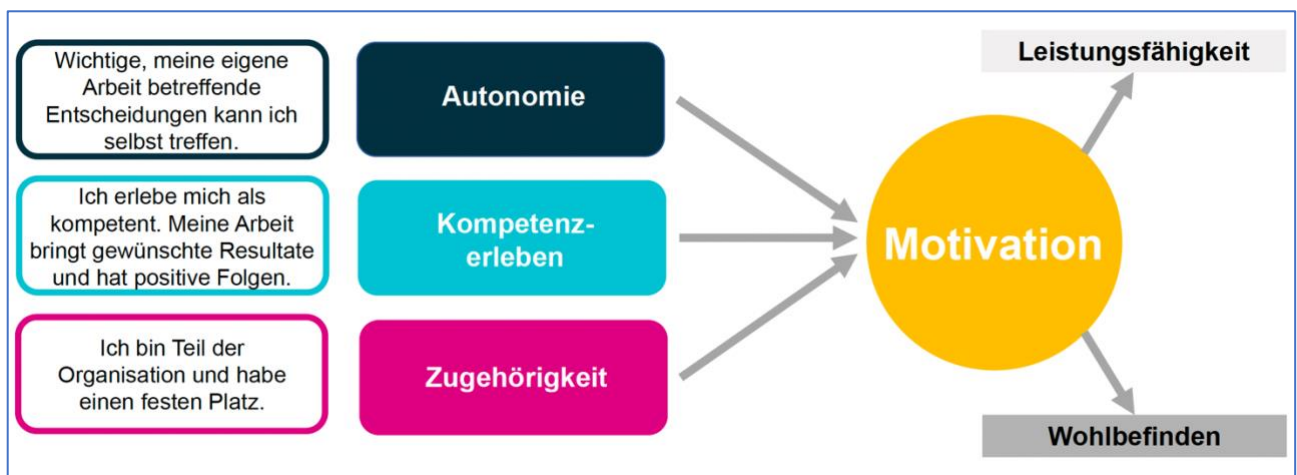 Wichtige, meine eigene
Arbeit betreffende
Entscheidungen kann ich
selbst treffen.
Autonomie
Ich erlebe mich als
kompetent. Meine Arbeit
bringt gewünschte Resultate
und hat positive Folgen.
Kompetenz-
erleben
Ich bin Teil der
Organisation und habe
einen festen Platz.
Zugehörigkeit
Motivation
Leistungsfähigkeit
Wohlbefinden